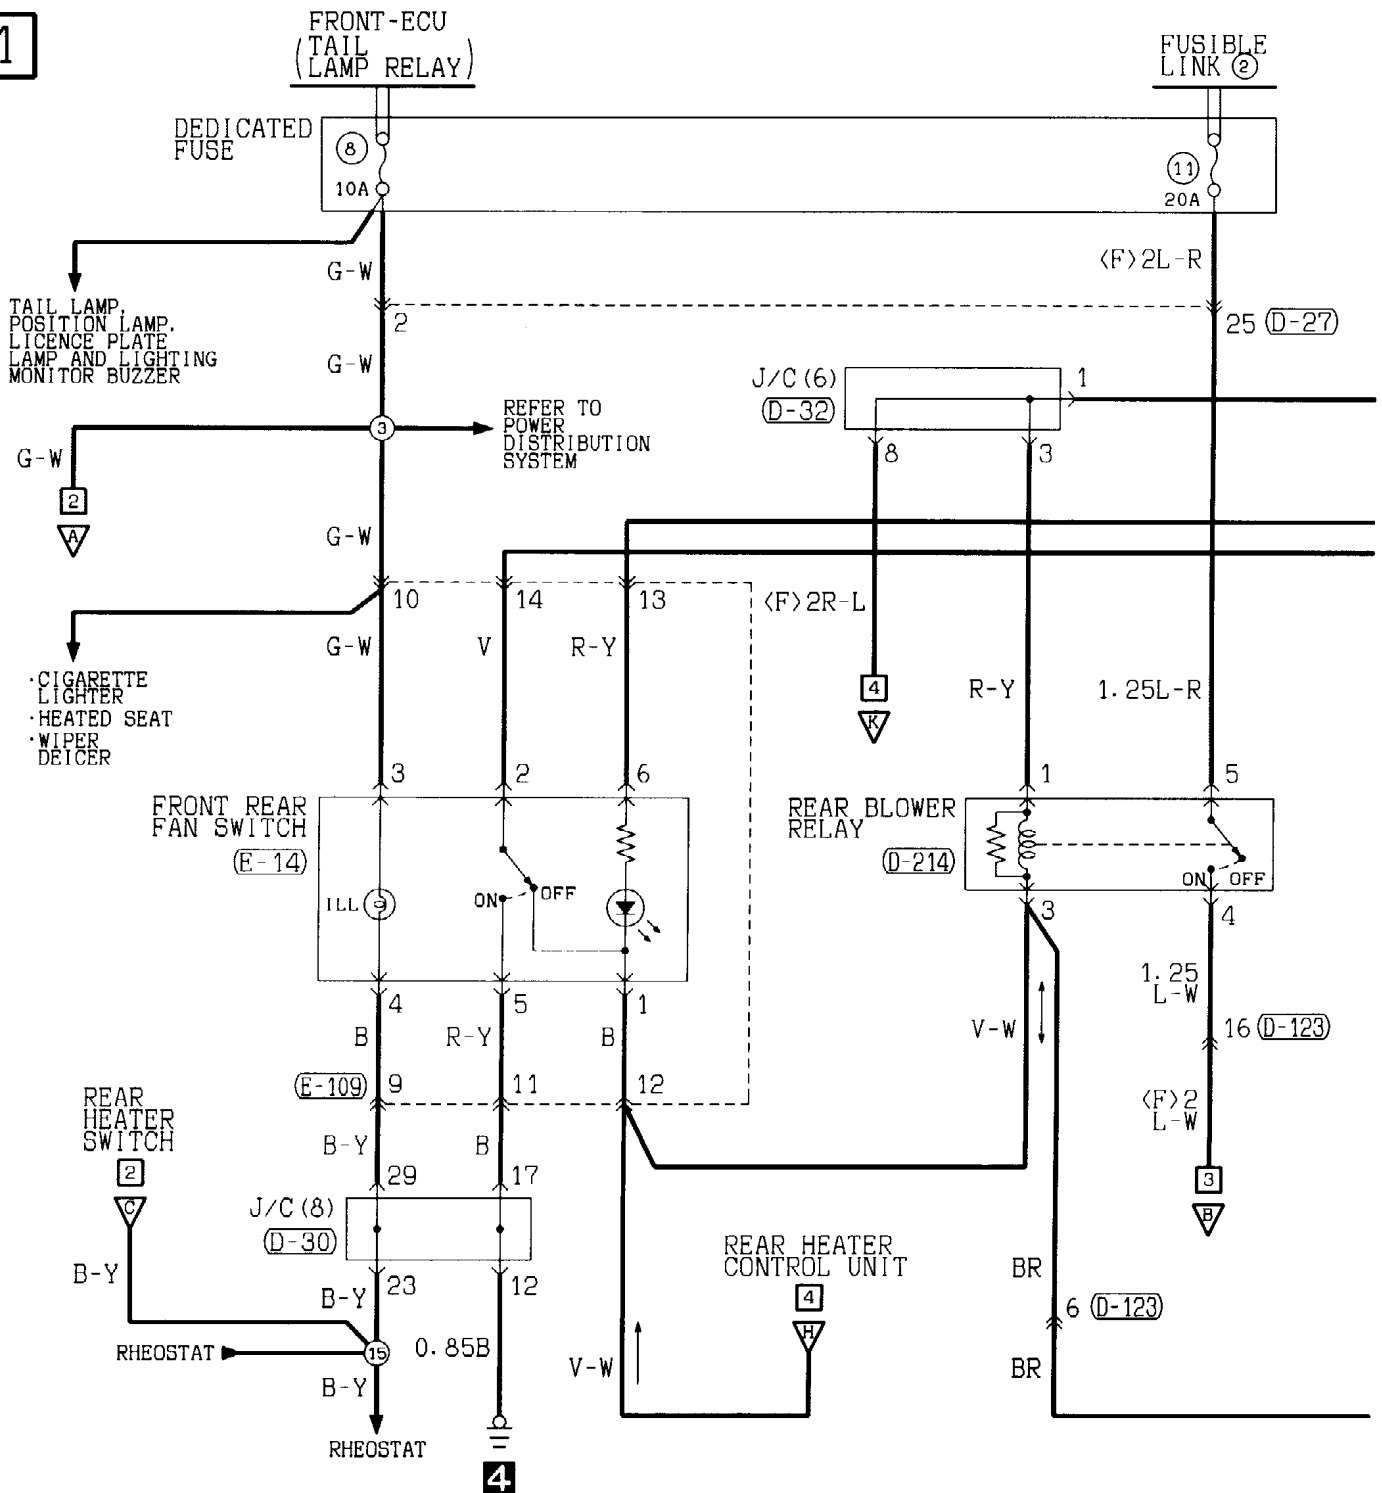 1
FRONT-ECU
(TAIL
LAMP RELAY)
FUSIBLE
LINK ②
DEDICATED
FUSE
8
10A
11
20A
G-W
<F>2L-R
TAIL LAMP,
POSITION LAMP,
LICENCE PLATE
LAMP AND LIGHTING
MONITOR BUZZER
2
25 (D-27)
G-W
J/C(6)
(D-32)
1
8
3
3
REFER TO
POWER
DISTRIBUTION
SYSTEM
G-W
2
A
G-W
10
14
13
<F>2R-L
G-W
V
R-Y
·CIGARETTE
LIGHTER
·HEATED SEAT
·WIPER
DEICER
4
K
R-Y
1.25L-R
3
2
6
1
5
FRONT REAR
FAN SWITCH
(E-14)
ILL
ON
OFF
REAR BLOWER
RELAY
(D-214)
ON
OFF
4
5
1
3
4
B
R-Y
B
V-W
1.25
L-W
16 (D-123)
(E-109)
9
11
12
<F>2
L-W
REAR
HEATER
SWITCH
2
C
B-Y
B
29
17
3
B
J/C(8)
(D-30)
B-Y
23
12
REAR HEATER
CONTROL UNIT
4
H
BR
6 (D-123)
B-Y
RHEOSTAT
15
0.85B
V-W
BR
B-Y
RHEOSTAT
4